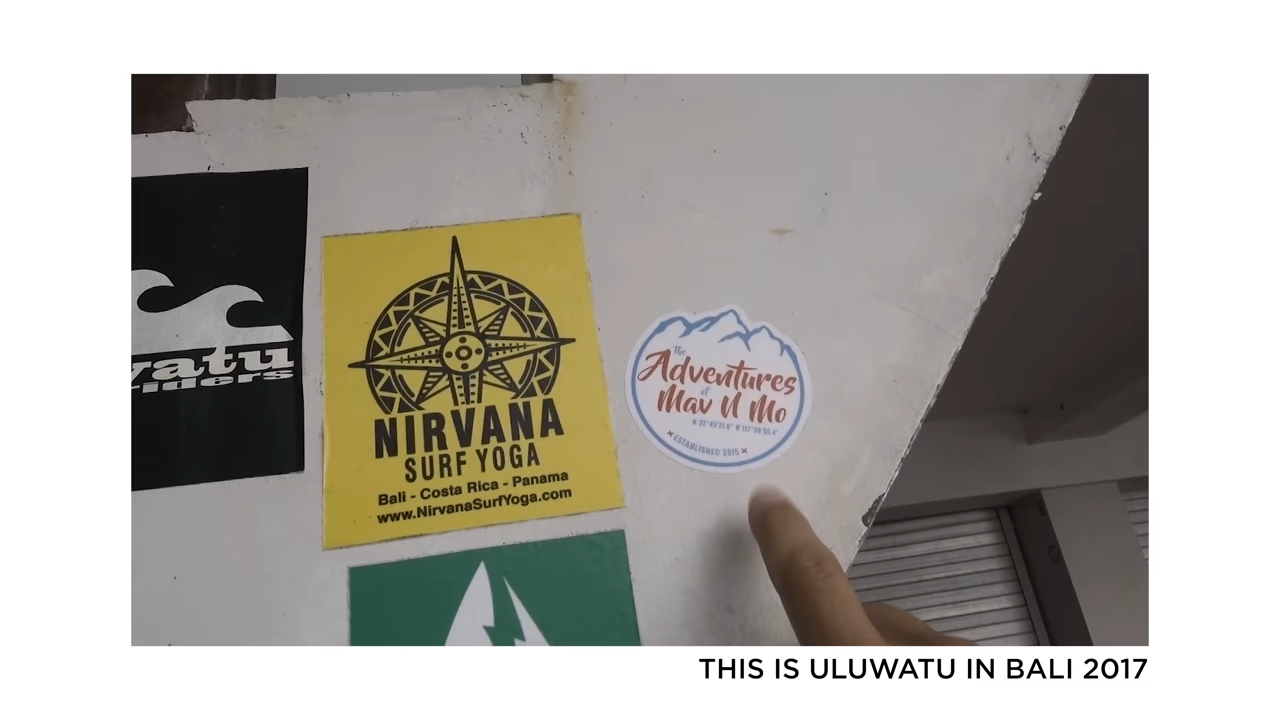 NIRVANA
SURF YOGA
Bali - Costa Rica - Panama
www.NirvanaSurfYoga.com
The
Adventures
of
Mav N Mo
ESTABLISHED 2015
THIS IS ULUWATU IN BALI 2017